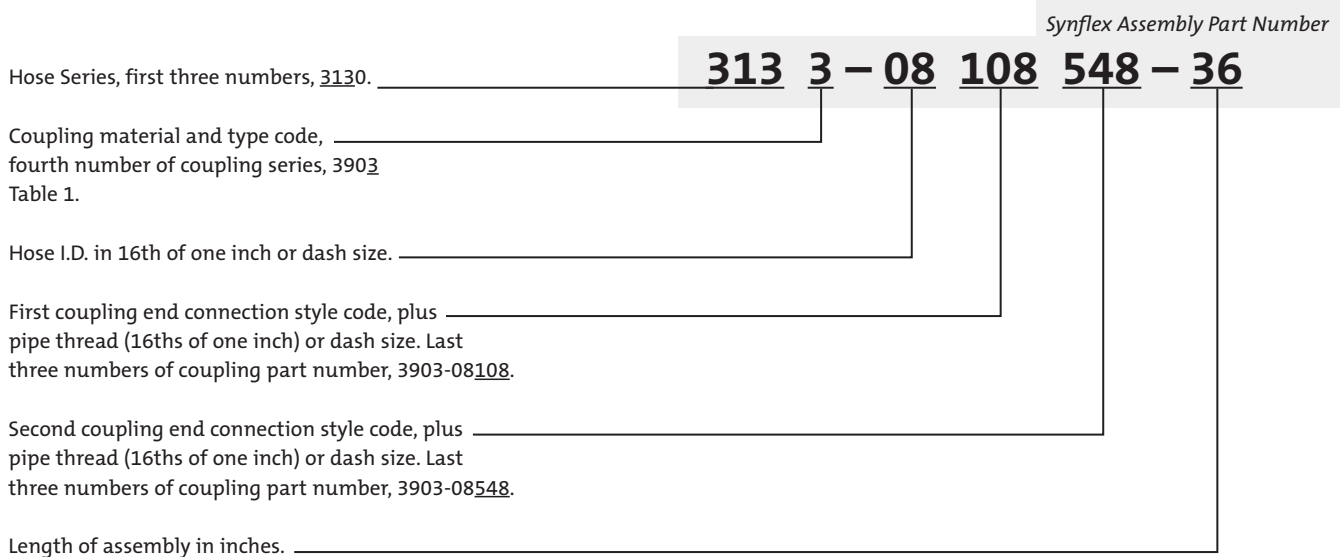 Synflex Assembly Part Number
313 3 – 08 108 548 – 36
Hose Series, first three numbers, 3130.
Coupling material and type code,
fourth number of coupling series, 3903
Table 1.
Hose I.D. in 16th of one inch or dash size.
First coupling end connection style code, plus
pipe thread (16ths of one inch) or dash size. Last
three numbers of coupling part number, 3903-08108.
Second coupling end connection style code, plus
pipe thread (16ths of one inch) or dash size. Last
three numbers of coupling part number, 3903-08548.
Length of assembly in inches.